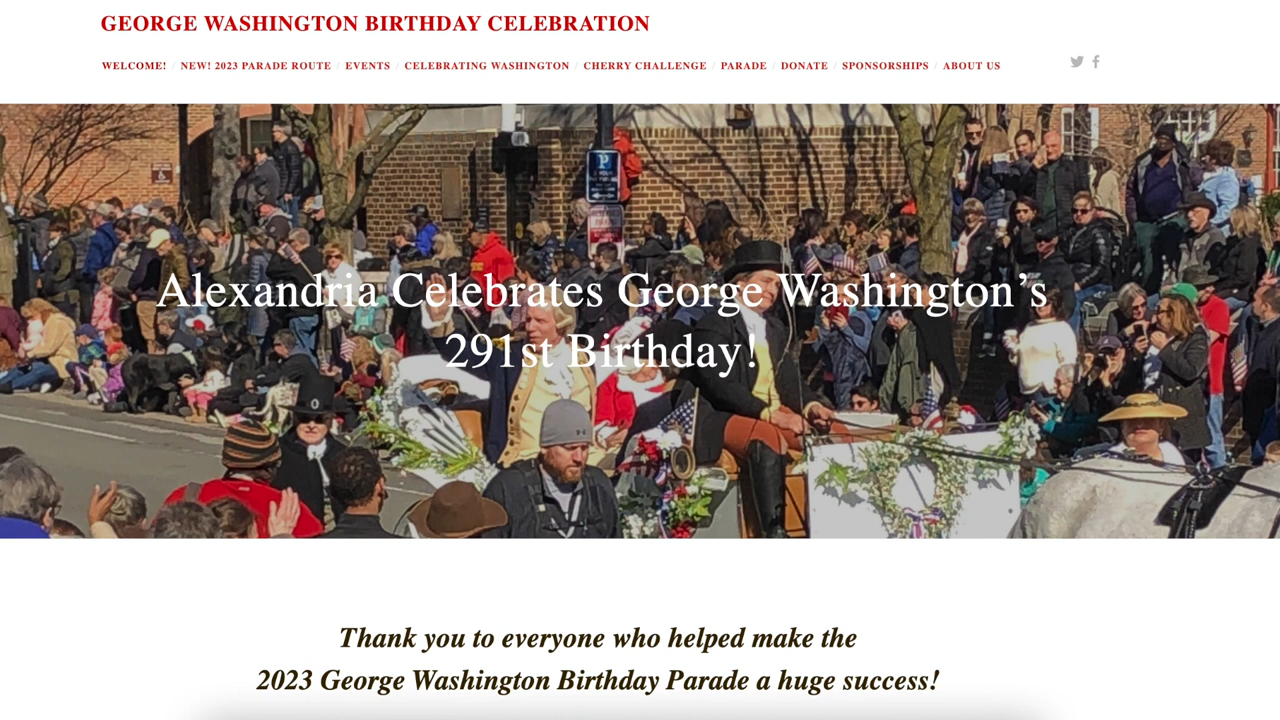 GEORGE WASHINGTON BIRTHDAY CELEBRATION
WELCOME! / NEW! 2023 PARADE ROUTE / EVENTS / CELEBRATING WASHINGTON / CHERRY CHALLENGE / PARADE / DONATE / SPONSORSHIPS / ABOUT US
P
Alexandria Celebrates George Washington’s
291st Birthday!
Thank you to everyone who helped make the
2023 George Washington Birthday Parade a huge success!